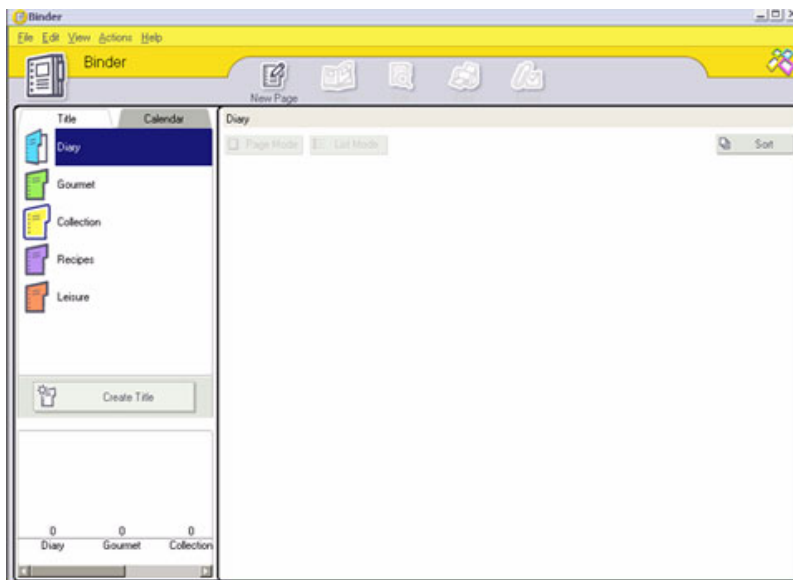 Binder
File Edit View Actions Help
Binder
New Page
Title Calendar
Diary
Diary
Page Mode List Mode Sort
Gourmet
Collection
Recipes
Leisure
Create Title
0 0 0
Diary Gourmet Collection